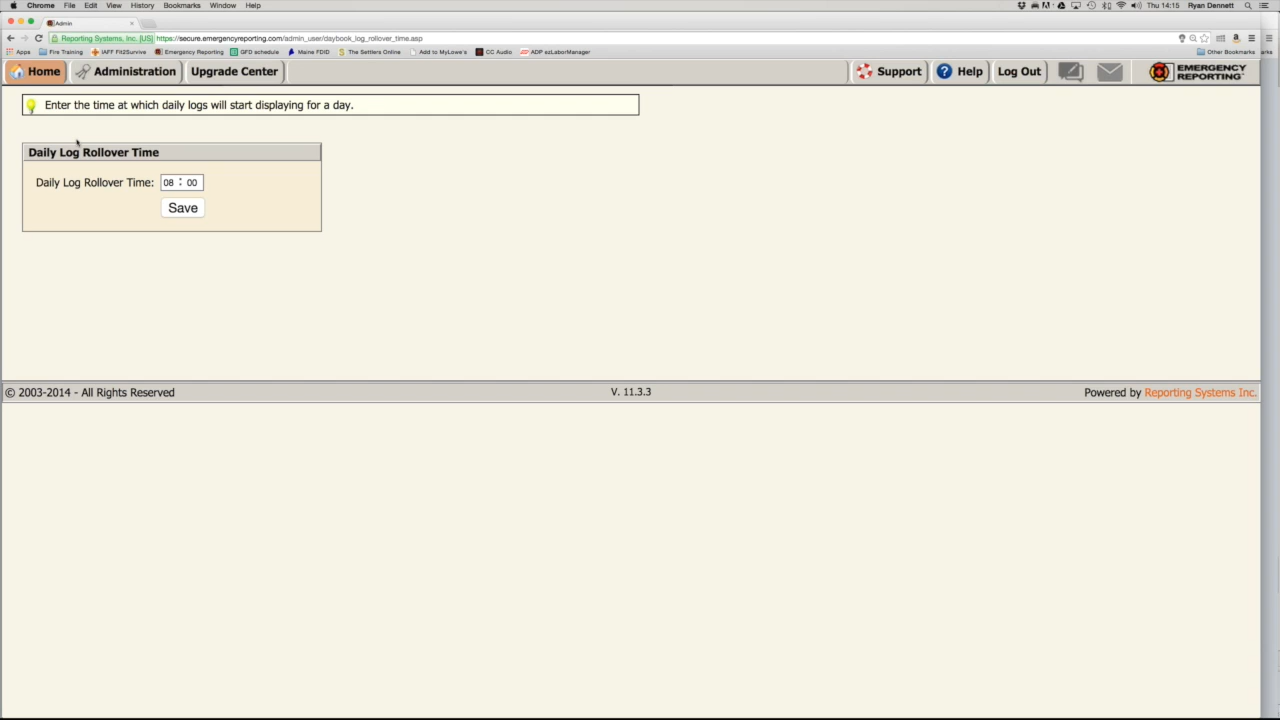 Chrome File Edit View History Bookmarks Window Help Thu 14:15 Ryan Dennett
Admin
Reporting Systems, Inc. [US] https://secure.emergencyreporting.com/admin_user/daybook_log_rollover_time.asp
Apps Fire Training IAFF Fit2Survive Emergency Reporting GFD schedule Maine FDID The Settlers Online Add to MyLowe's CC Audio ADP ezLaborManager Other Bookmarks
Home Administration Upgrade Center Support Help Log Out EMERGENCY REPORTING
Enter the time at which daily logs will start displaying for a day.
Daily Log Rollover Time
Daily Log Rollover Time: 08 : 00
Save
© 2003-2014 - All Rights Reserved V. 11.3.3 Powered by Reporting Systems Inc.